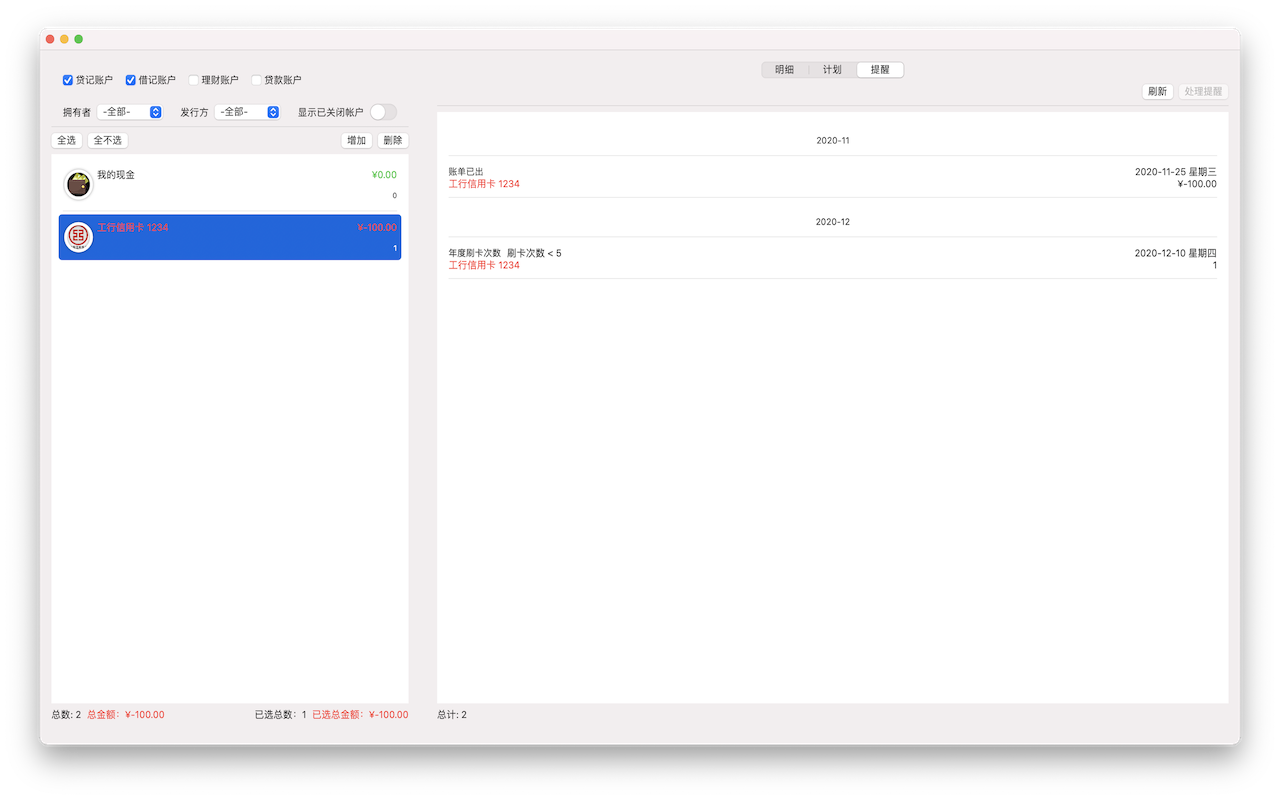 贷记账户 借记账户 理财账户 贷款账户
拥有者 -全部- 发行方 -全部- 显示已关闭帐户
全选 全不选 增加 删除
我的现金 ¥0.00
0
工行信用卡 1234 ¥-100.00
1
总数: 2 总金额: ¥-100.00 已选总数: 1 已选总金额: ¥-100.00
明细 计划 提醒
刷新 处理提醒
2020-11
账单已出 2020-11-25 星期三
工行信用卡 1234 ¥-100.00
2020-12
年度刷卡次数 刷卡次数 < 5 2020-12-10 星期四
工行信用卡 1234 1
总计: 2